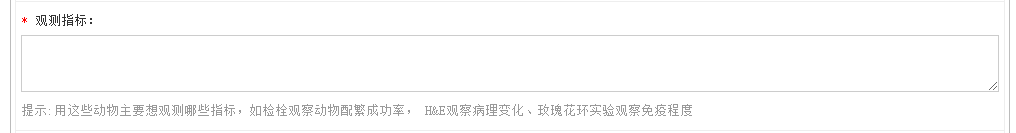 * 观测指标：
提示:用这些动物主要想观测哪些指标，如检栓观察动物配繁成功率， H&E观察病理变化、玫瑰花环实验观察免疫程度